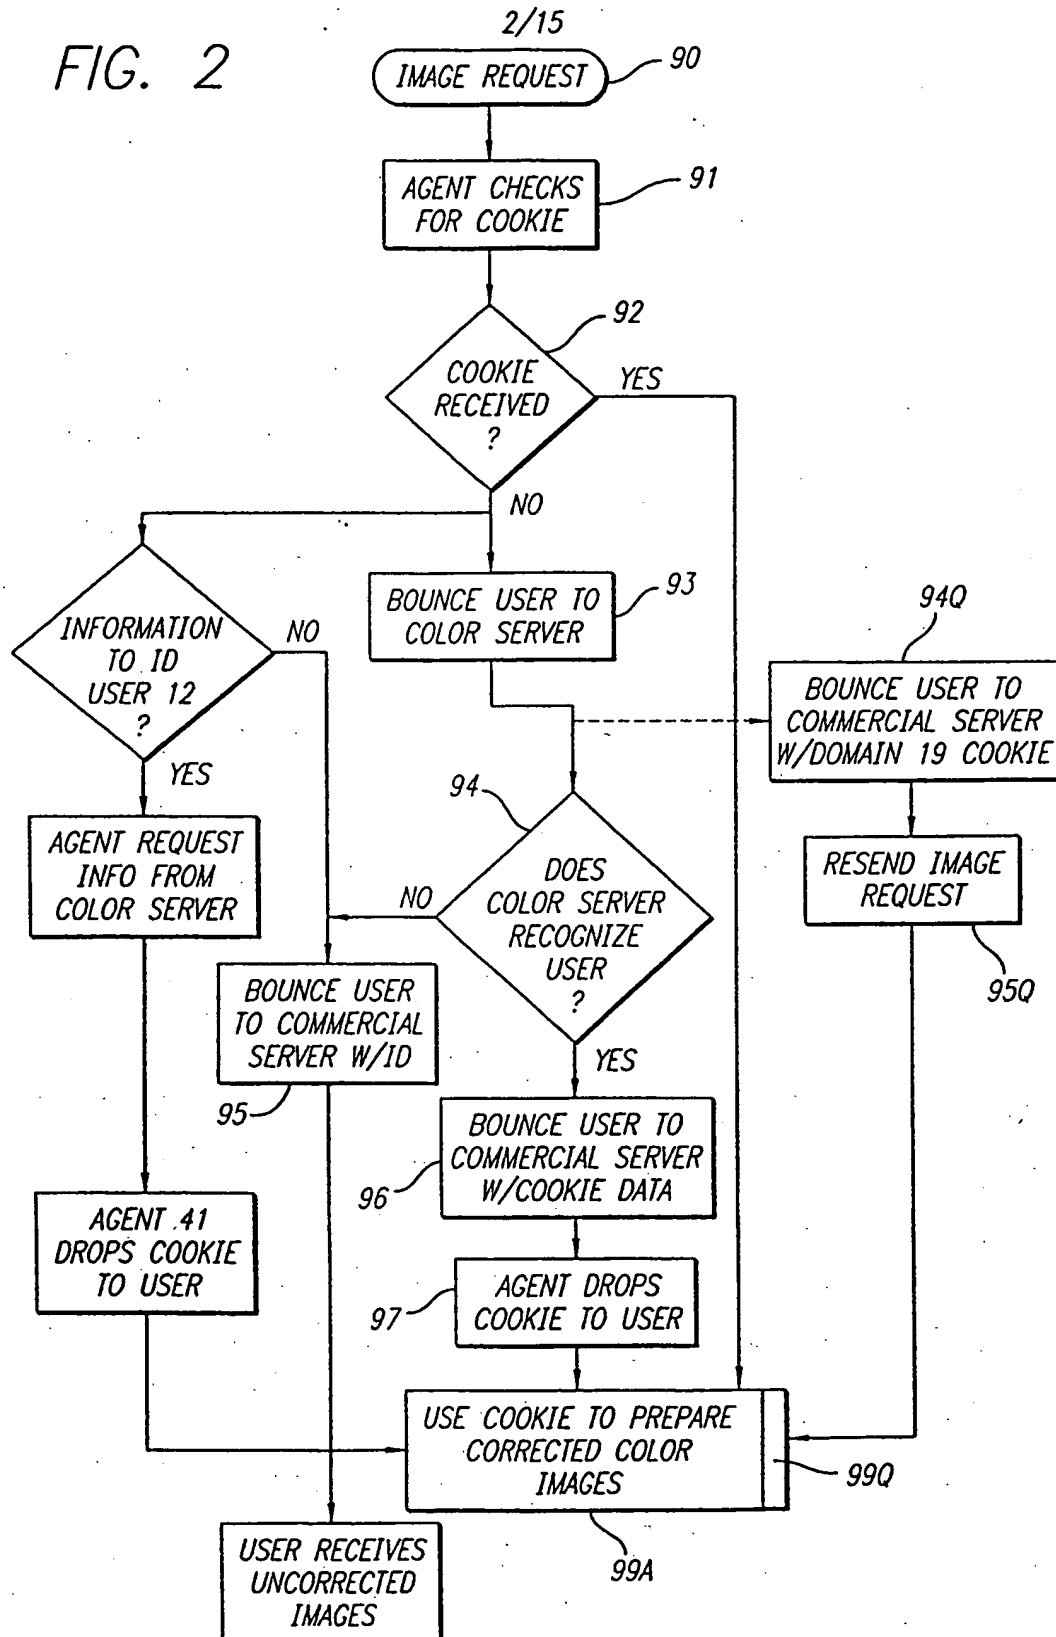 2/15
FIG. 2
IMAGE REQUEST
90
AGENT CHECKS
FOR COOKIE
91
92
COOKIE
RECEIVED
?
YES
NO
INFORMATION
TO ID
USER 12
?
NO
YES
BOUNCE USER TO
COLOR SERVER
93
94Q
BOUNCE USER TO
COMMERCIAL SERVER
W/DOMAIN 19 COOKIE
94
DOES
COLOR SERVER
RECOGNIZE
USER
?
NO
YES
AGENT REQUEST
INFO FROM
COLOR SERVER
RESEND IMAGE
REQUEST
95Q
BOUNCE USER
TO COMMERCIAL
SERVER W/ID
95
BOUNCE USER TO
COMMERCIAL SERVER
W/COOKIE DATA
96
AGENT 41
DROPS COOKIE
TO USER
AGENT DROPS
COOKIE TO USER
97
USE COOKIE TO PREPARE
CORRECTED COLOR
IMAGES
99Q
99A
USER RECEIVES
UNCORRECTED
IMAGES